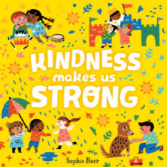 KINDNESS
makes us
STRONG
Sophie Beer